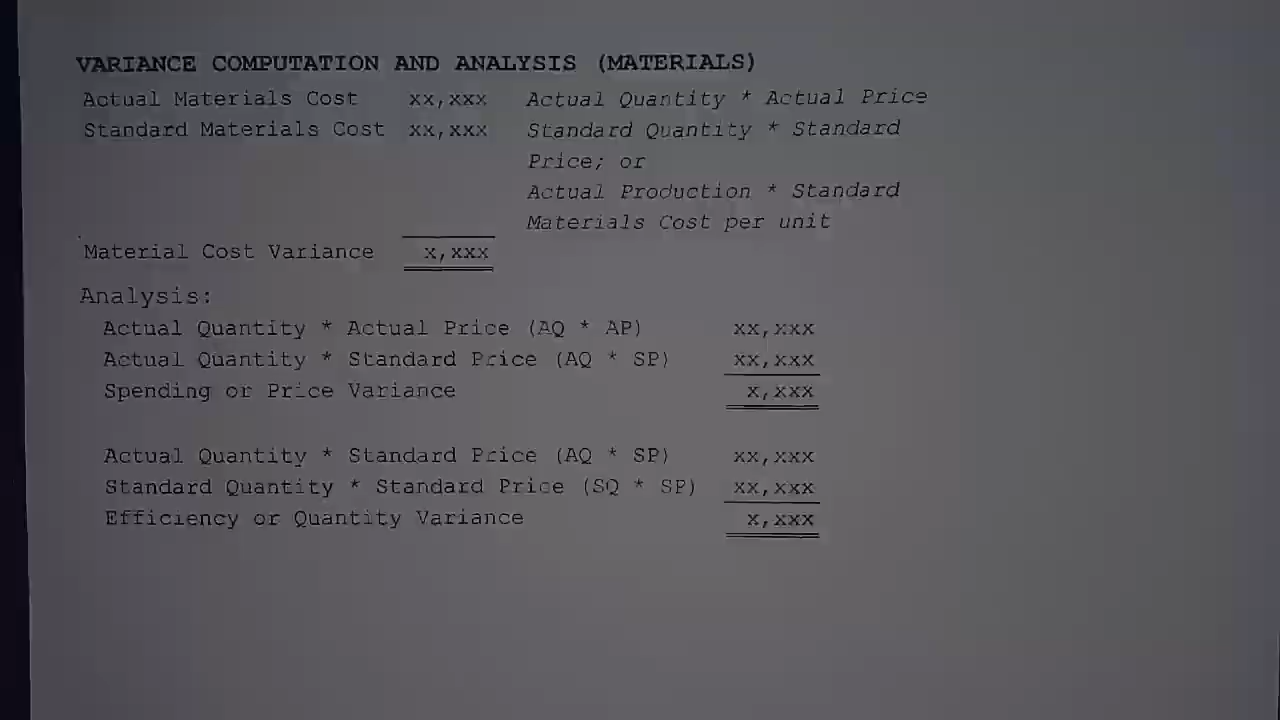 VARIANCE COMPUTATION AND ANALYSIS (MATERIALS)
Actual Materials Cost xx,xxx Actual Quantity * Actual Price
Standard Materials Cost xx,xxx Standard Quantity * Standard
Price; or
Actual Production * Standard
Materials Cost per unit
Material Cost Variance x,xxx
Analysis:
Actual Quantity * Actual Price (AQ * AP) xx,xxx
Actual Quantity * Standard Price (AQ * SP) xx,xxx
Spending or Price Variance x,xxx
Actual Quantity * Standard Price (AQ * SP) xx,xxx
Standard Quantity * Standard Price (SQ * SP) xx,xxx
Efficiency or Quantity Variance x,xxx